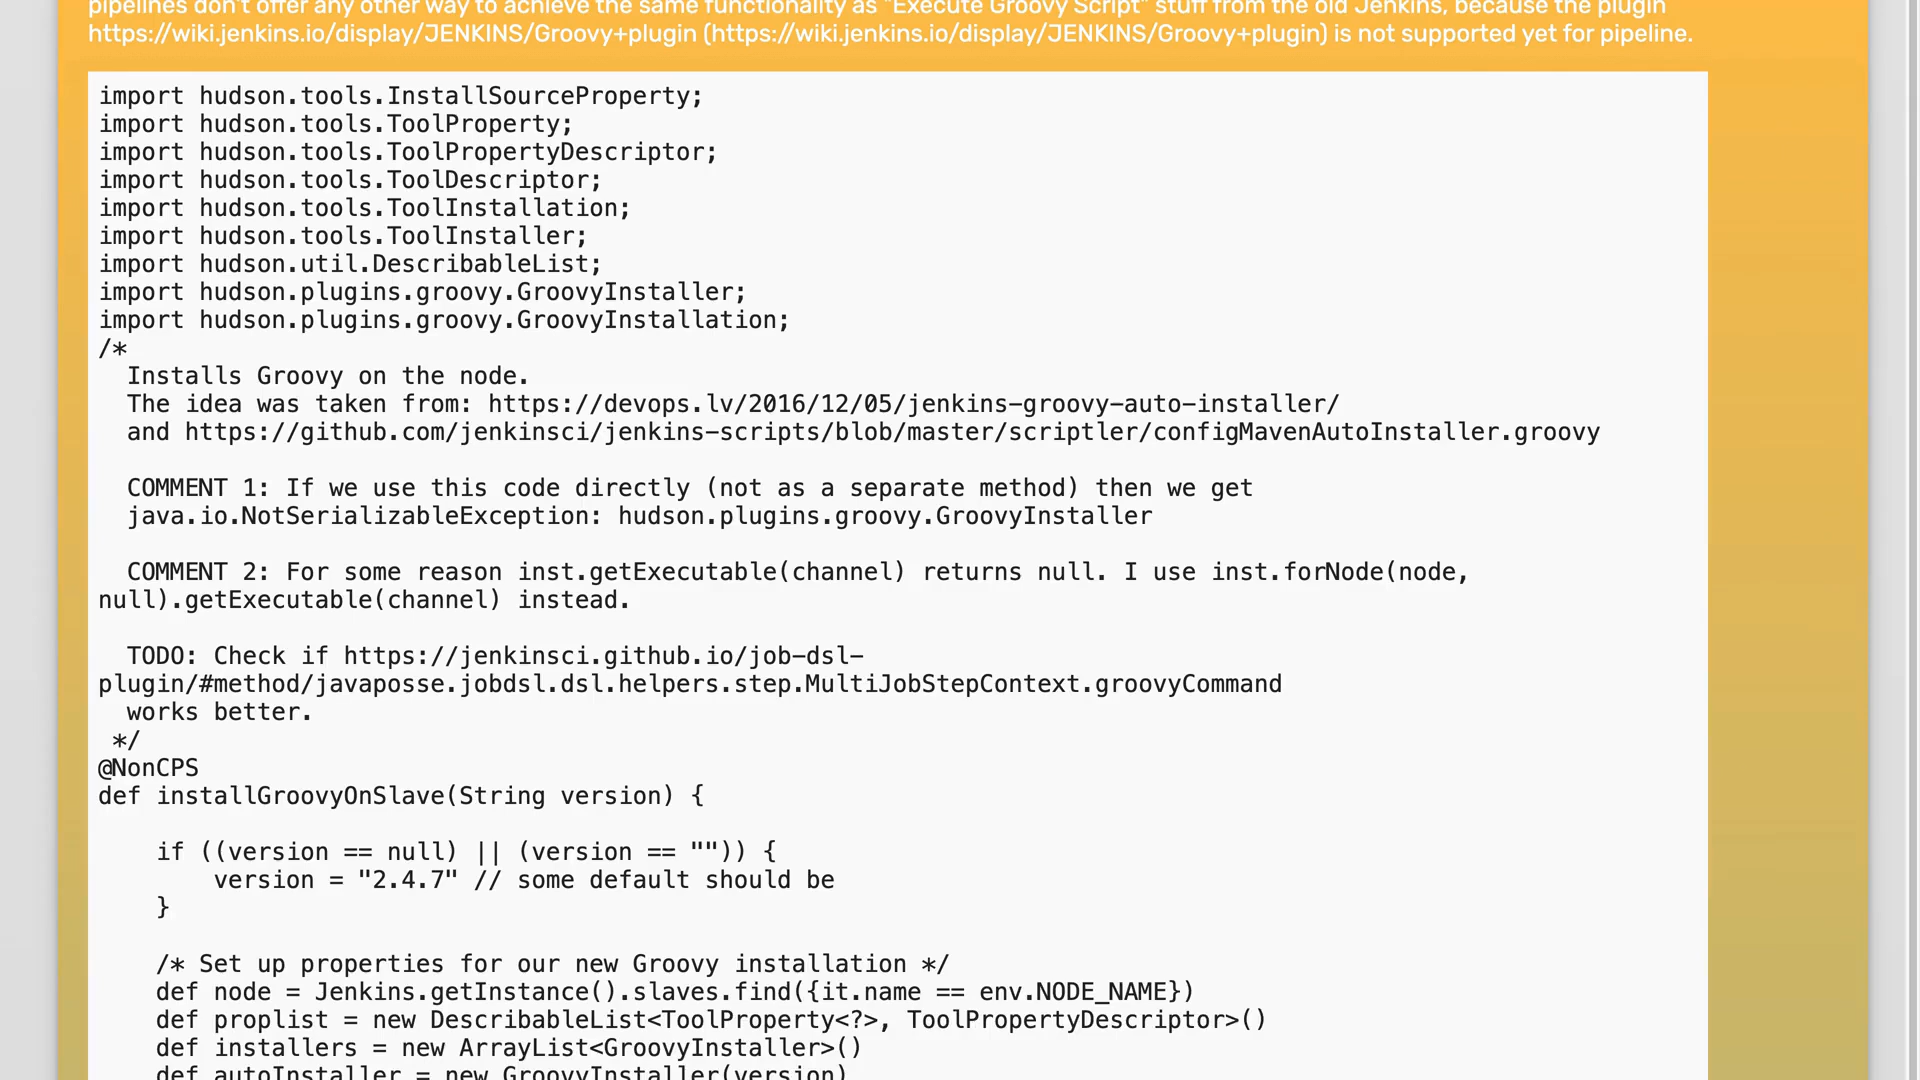 pipelines don't offer any other way to achieve the same functionality as "Execute Groovy Script" stuff from the old Jenkins, because the plugin
https://wiki.jenkins.io/display/JENKINS/Groovy+plugin (https://wiki.jenkins.io/display/JENKINS/Groovy+plugin) is not supported yet for pipeline.
import hudson.tools.InstallSourceProperty;
import hudson.tools.ToolProperty;
import hudson.tools.ToolPropertyDescriptor;
import hudson.tools.ToolDescriptor;
import hudson.tools.ToolInstallation;
import hudson.tools.ToolInstaller;
import hudson.util.DescribableList;
import hudson.plugins.groovy.GroovyInstaller;
import hudson.plugins.groovy.GroovyInstallation;
/*
  Installs Groovy on the node.
  The idea was taken from: https://devops.lv/2016/12/05/jenkins-groovy-auto-installer/
  and https://github.com/jenkinsci/jenkins-scripts/blob/master/scriptler/configMavenAutoInstaller.groovy
  COMMENT 1: If we use this code directly (not as a separate method) then we get
  java.io.NotSerializableException: hudson.plugins.groovy.GroovyInstaller
  COMMENT 2: For some reason inst.getExecutable(channel) returns null. I use inst.forNode(node,
null).getExecutable(channel) instead.
  TODO: Check if https://jenkinsci.github.io/job-dsl-
plugin/#method/javaposse.jobdsl.dsl.helpers.step.MultiJobStepContext.groovyCommand
  works better.
 */
@NonCPS
def installGroovyOnSlave(String version) {
    if ((version == null) || (version == "")) {
        version = "2.4.7" // some default should be
    }
    /* Set up properties for our new Groovy installation */
    def node = Jenkins.getInstance().slaves.find({it.name == env.NODE_NAME})
    def proplist = new DescribableList<ToolProperty<?>, ToolPropertyDescriptor>()
    def installers = new ArrayList<GroovyInstaller>()
    def autoInstaller = new GroovyInstaller(version)